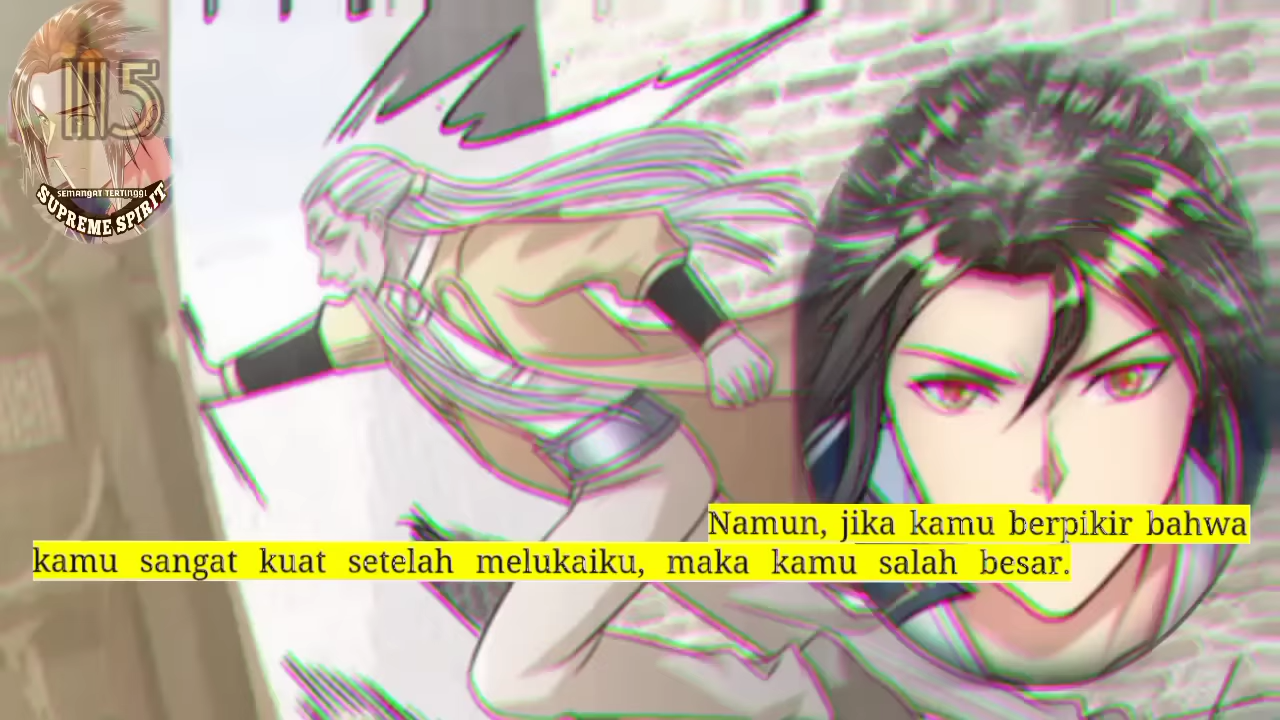 115
SEMANGAT TERTINGGI
SUPREME SPIRIT
Namun, jika kamu berpikir bahwa
kamu sangat kuat setelah melukaiku, maka kamu salah besar.